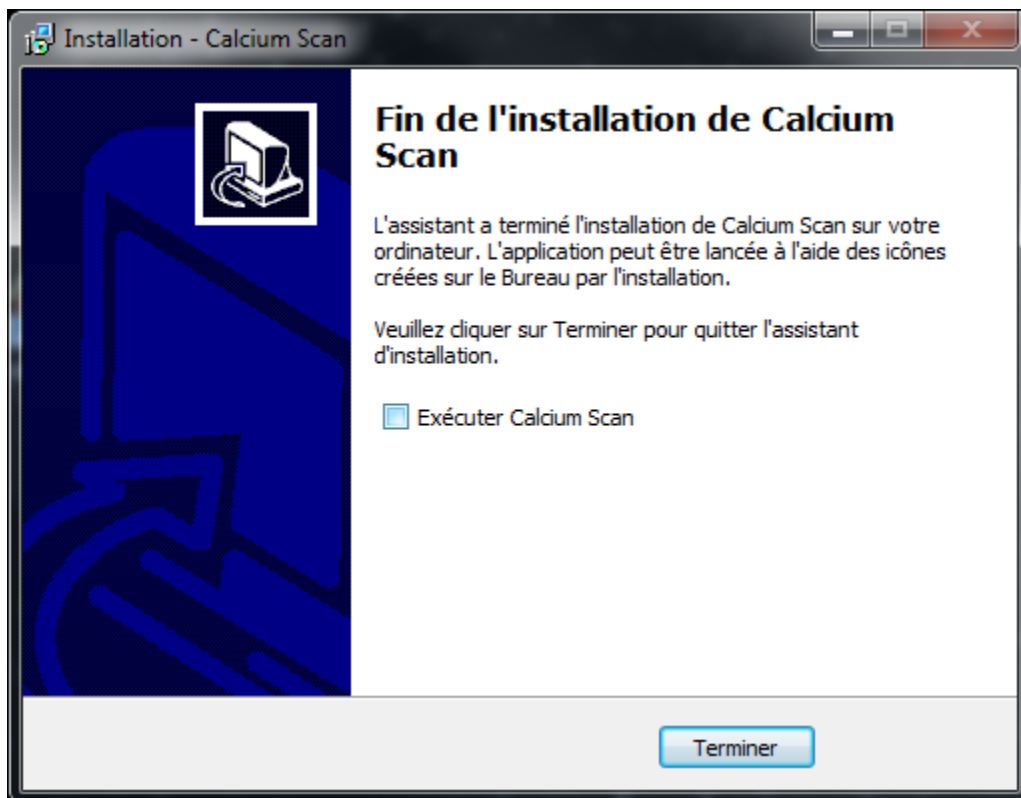 Installation - Calcium Scan
Fin de l'installation de Calcium
Scan
L'assistant a terminé l'installation de Calcium Scan sur votre
ordinateur. L'application peut être lancée à l'aide des icônes
créées sur le Bureau par l'installation.
Veuillez cliquer sur Terminer pour quitter l'assistant
d'installation.
Exécuter Calcium Scan
Terminer